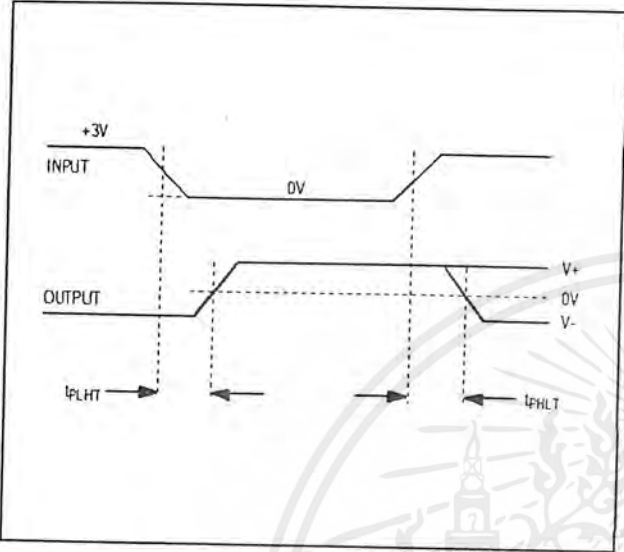 +3V
INPUT
0V
OUTPUT
V+
0V
V-
tPLHT
tPHLT